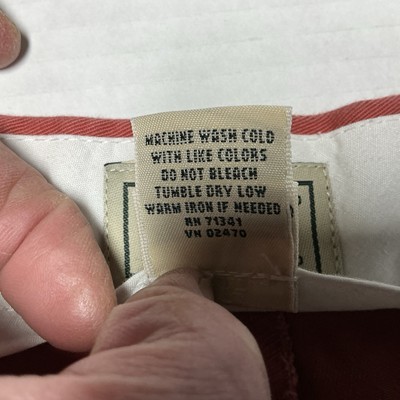 MACHINE WASH COLD
WITH LIKE COLORS
DO NOT BLEACH
TUMBLE DRY LOW
WARM IRON IF NEEDED
RN 71341
VN 02470